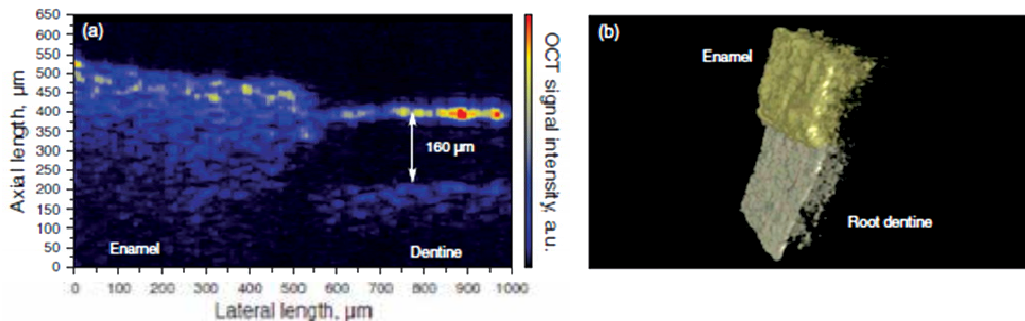 (a)
650
600
550
500
450
400
350
300
250
200
150
100
50
0
Axial length, µm
160 µm
Enamel
Dentine
0 100 200 300 400 500 600 700 800 900 1000
Lateral length, µm
OCT signal intensity, a.u.
(b)
Enamel
Root dentine